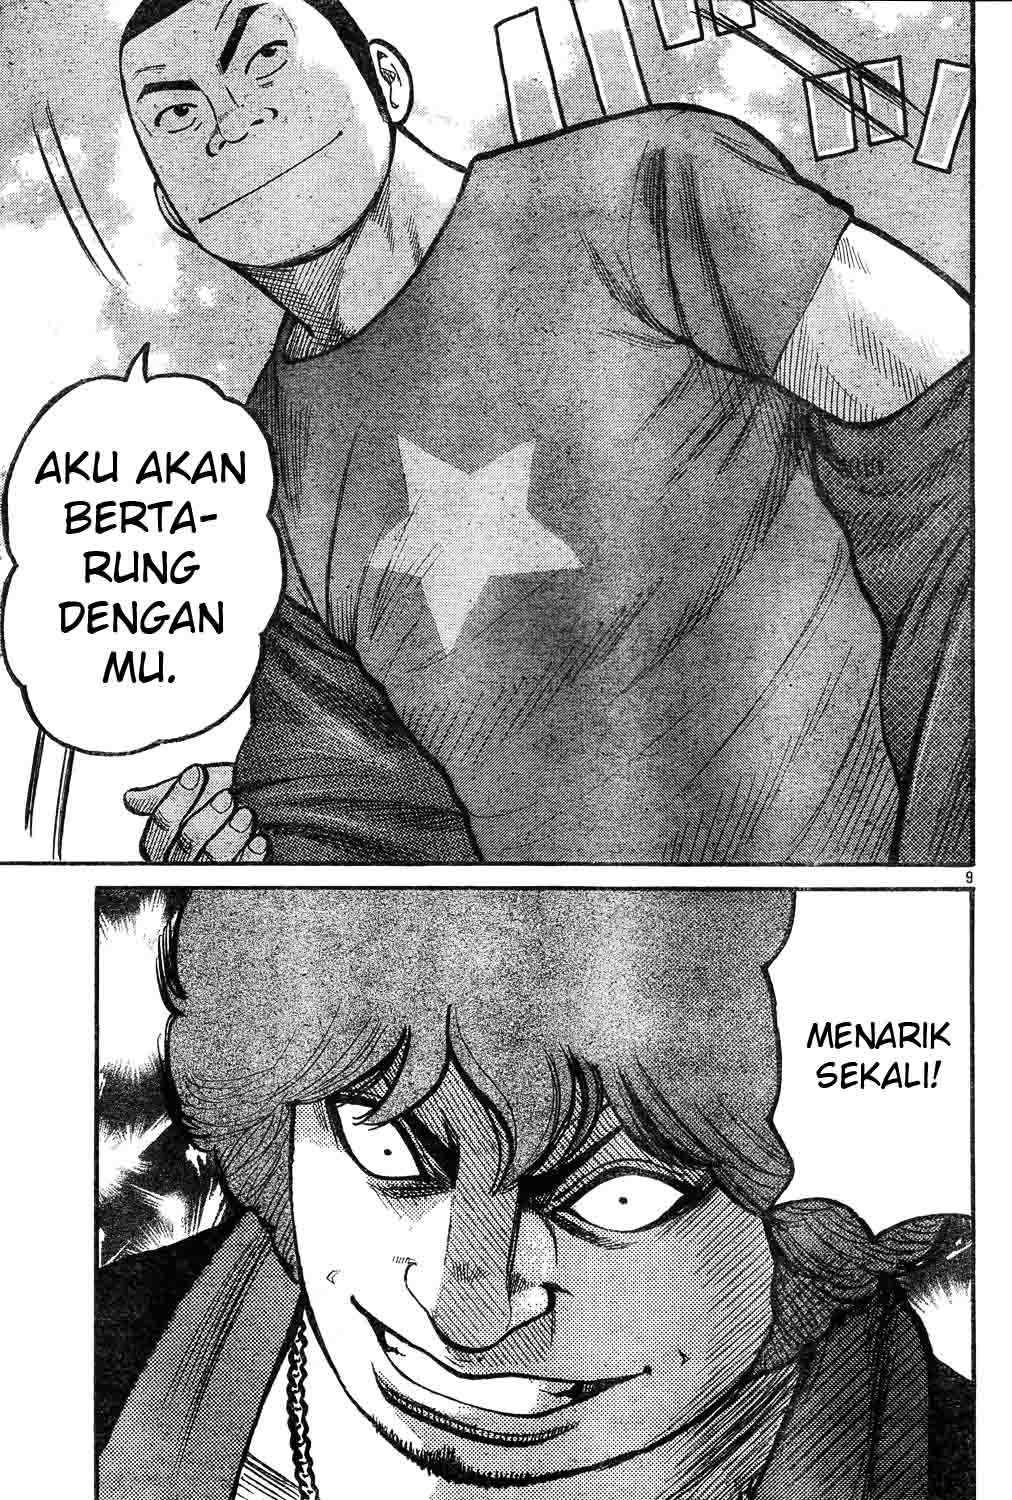 AKU AKAN
BERTA-
RUNG
DENGAN
MU.
9
MENARIK
SEKALI!